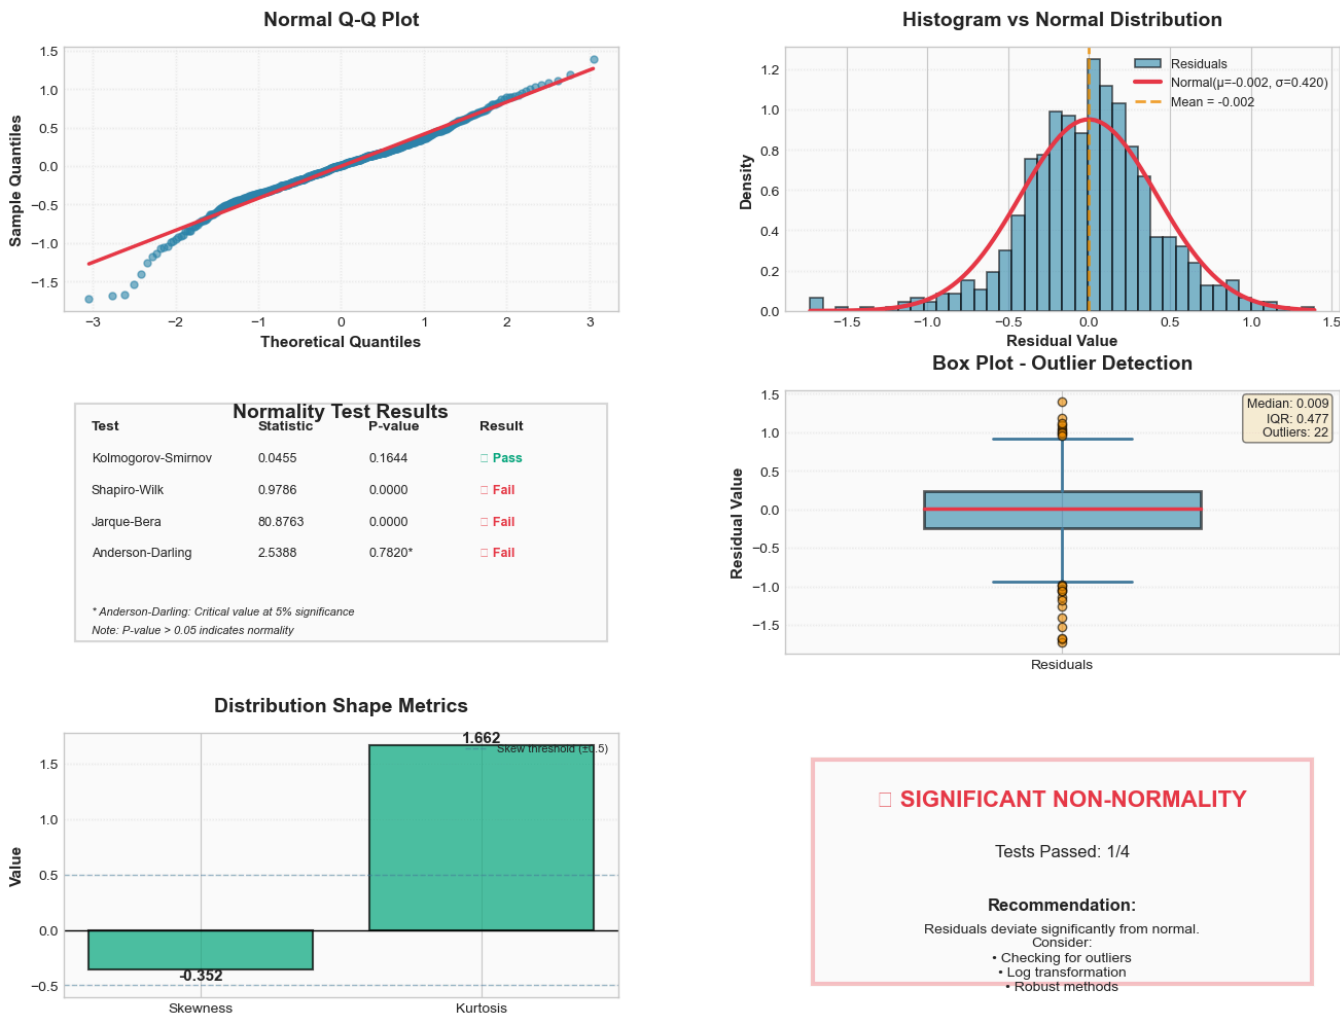 Normal Q-Q Plot
1.5
1.0
0.5
0.0
−0.5
−1.0
−1.5
Sample Quantiles
−3 −2 −1 0 1 2 3
Theoretical Quantiles
Histogram vs Normal Distribution
Residuals
Normal(μ=-0.002, σ=0.420)
Mean = -0.002
1.2
1.0
0.8
0.6
0.4
0.2
0.0
Density
−1.5 −1.0 −0.5 0.0 0.5 1.0 1.5
Residual Value
Normality Test Results
Test Statistic P-value Result
Kolmogorov-Smirnov 0.0455 0.1644 Pass
Shapiro-Wilk 0.9786 0.0000 Fail
Jarque-Bera 80.8763 0.0000 Fail
Anderson-Darling 2.5388 0.7820* Fail
* Anderson-Darling: Critical value at 5% significance
Note: P-value > 0.05 indicates normality
Box Plot - Outlier Detection
Median: 0.009
IQR: 0.477
Outliers: 22
1.5
1.0
0.5
0.0
−0.5
−1.0
−1.5
Residual Value
Residuals
Distribution Shape Metrics
1.662
Skew threshold (±0.5)
1.5
1.0
0.5
0.0
−0.5
Value
-0.352
Skewness Kurtosis
SIGNIFICANT NON-NORMALITY
Tests Passed: 1/4
Recommendation:
Residuals deviate significantly from normal.
Consider:
• Checking for outliers
• Log transformation
• Robust methods